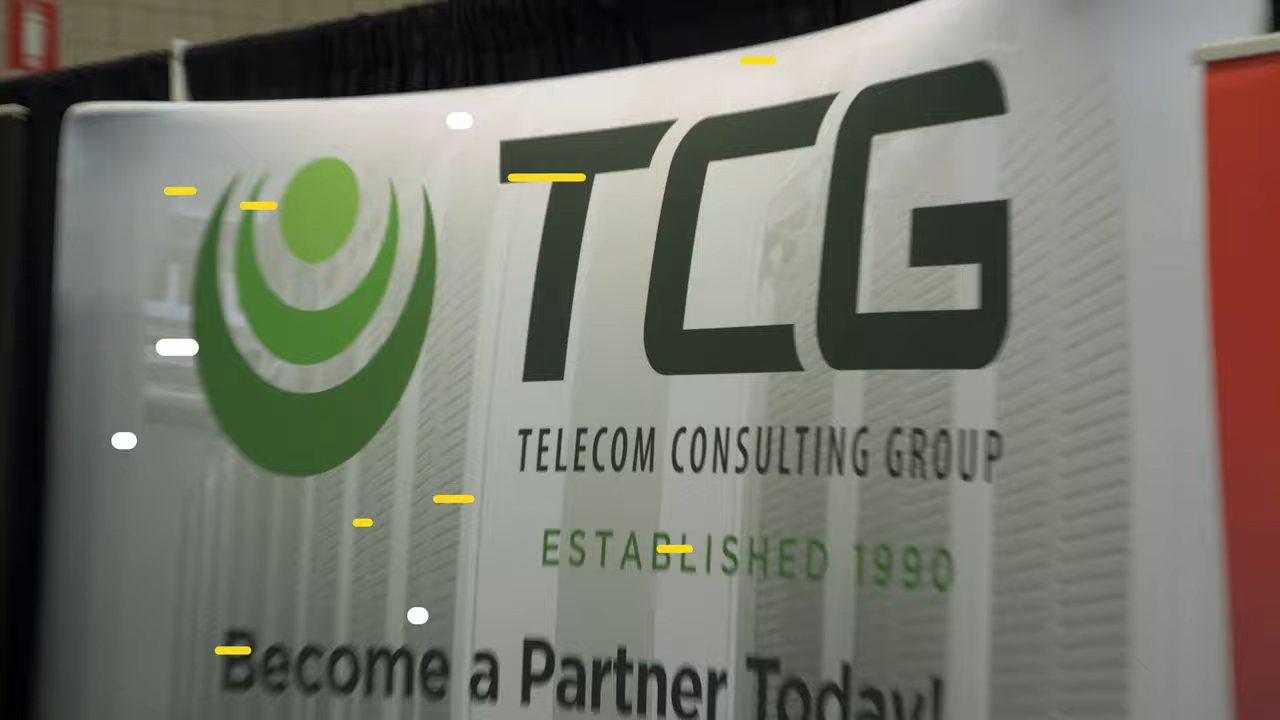 TCG
TELECOM CONSULTING GROUP
ESTABLISHED 1990
Become a Partner Today!